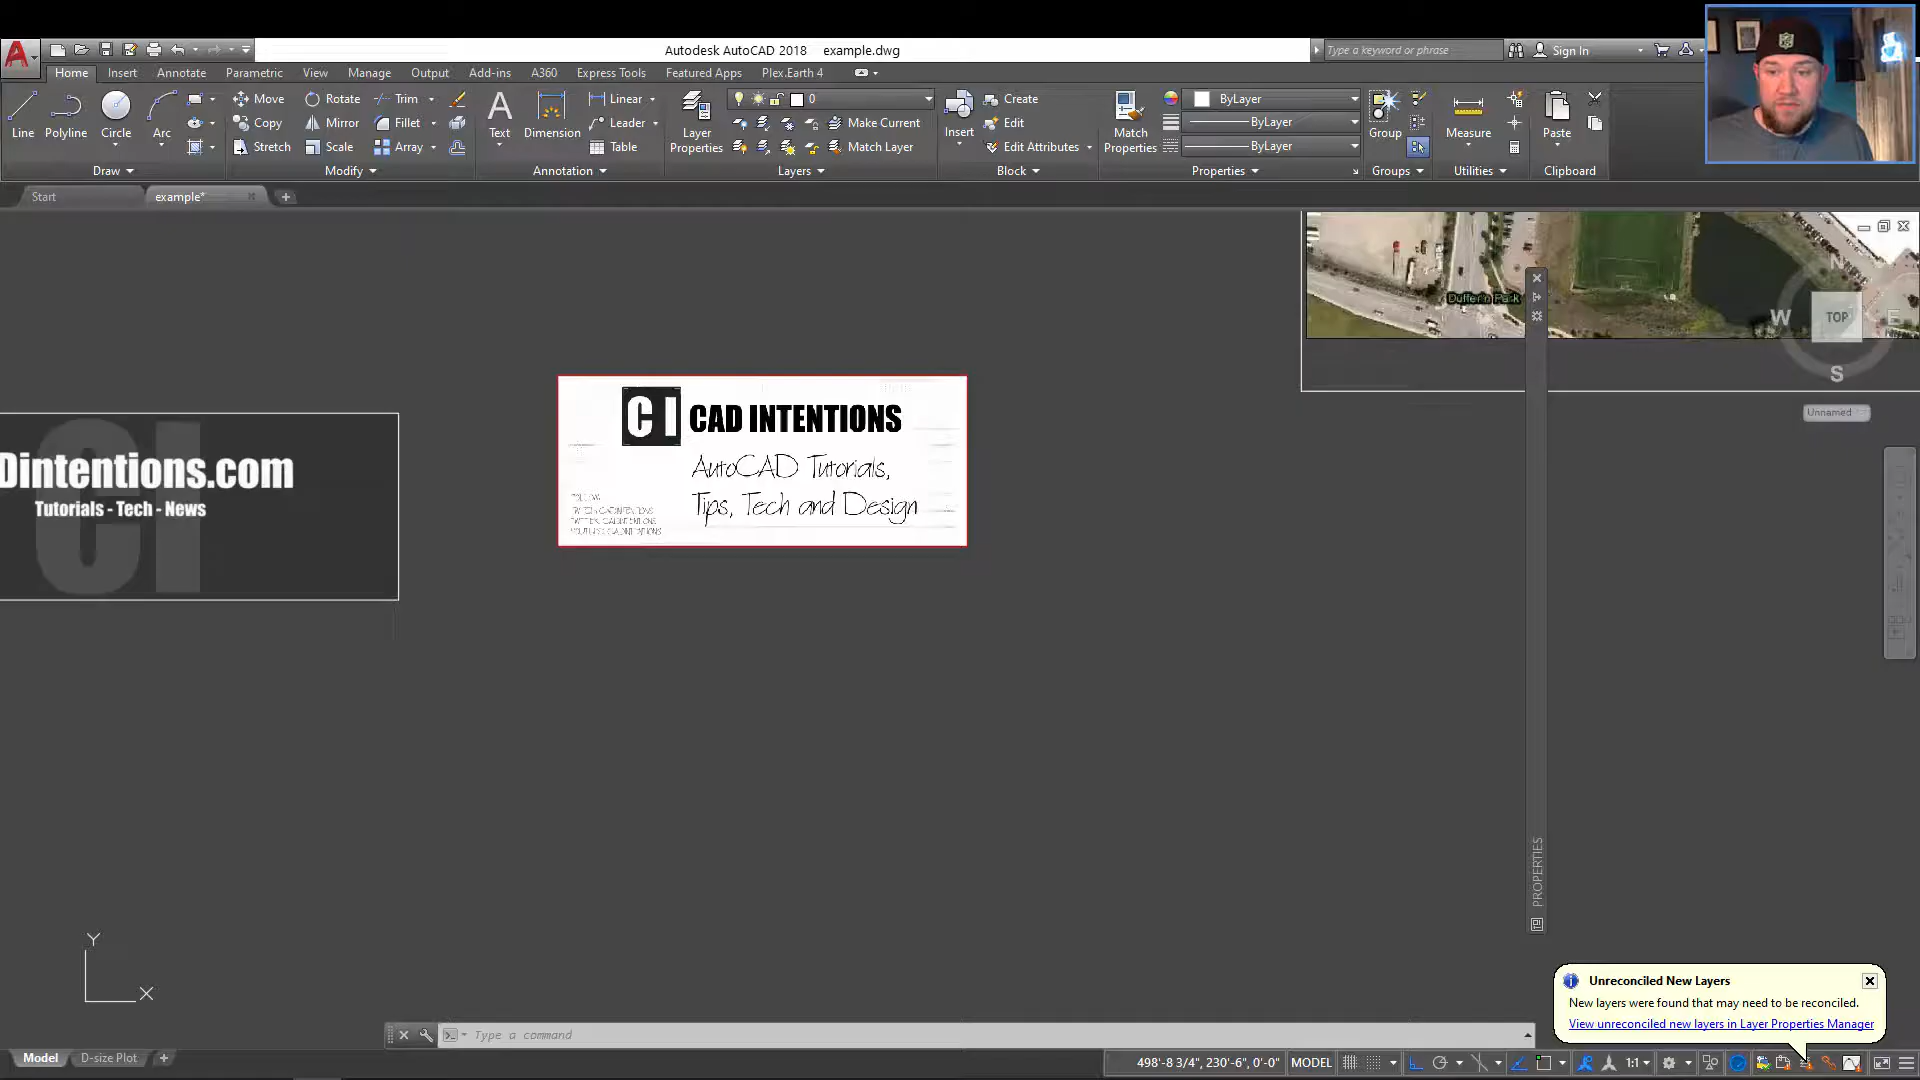 Autodesk AutoCAD 2018 example.dwg
Type a keyword or phrase
Sign In
Home Insert Annotate Parametric View Manage Output Add-ins A360 Express Tools Featured Apps Plex.Earth 4
Line
Polyline
Circle
Arc
Draw
Move Rotate Trim
Copy Mirror Fillet
Stretch Scale Array
Modify
Text
Dimension
Linear
Leader
Table
Annotation
Layer
Properties
0
Make Current
Match Layer
Layers
Insert
Create
Edit
Edit Attributes
Block
Match
Properties
ByLayer
ByLayer
ByLayer
Properties
Group
Groups
Measure
Utilities
Paste
Clipboard
Start
example*
Dufferin Park
N
W TOP E
S
Unnamed
Dintentions.com
Tutorials - Tech - News
CI
CI CAD INTENTIONS
AutoCAD Tutorials,
Tips, Tech and Design
PROPERTIES
Y
X
Unreconciled New Layers
New layers were found that may need to be reconciled.
View unreconciled new layers in Layer Properties Manager
Type a command
Model D-size Plot
498'-8 3/4", 230'-6", 0'-0" MODEL 1:1